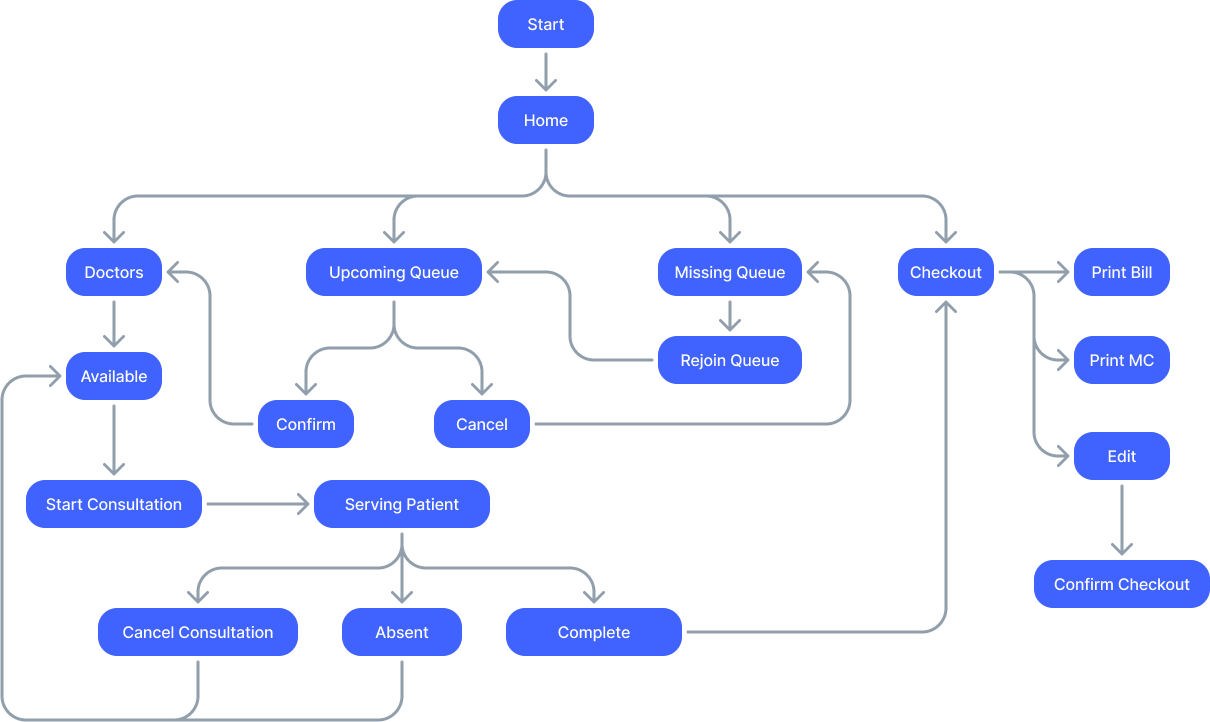 Start
Home
Doctors
Upcoming Queue
Missing Queue
Checkout
Print Bill
Available
Rejoin Queue
Print MC
Confirm
Cancel
Edit
Start Consultation
Serving Patient
Confirm Checkout
Cancel Consultation
Absent
Complete